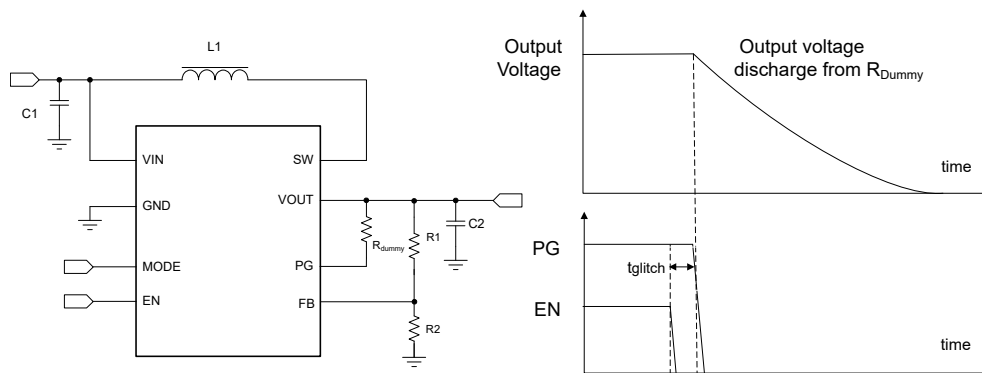 L1
C1
VIN
SW
GND
VOUT
MODE
PG
EN
FB
Rdummy
R1
C2
R2
Output
Voltage
Output voltage
discharge from RDummy
time
PG
tglitch
EN
time